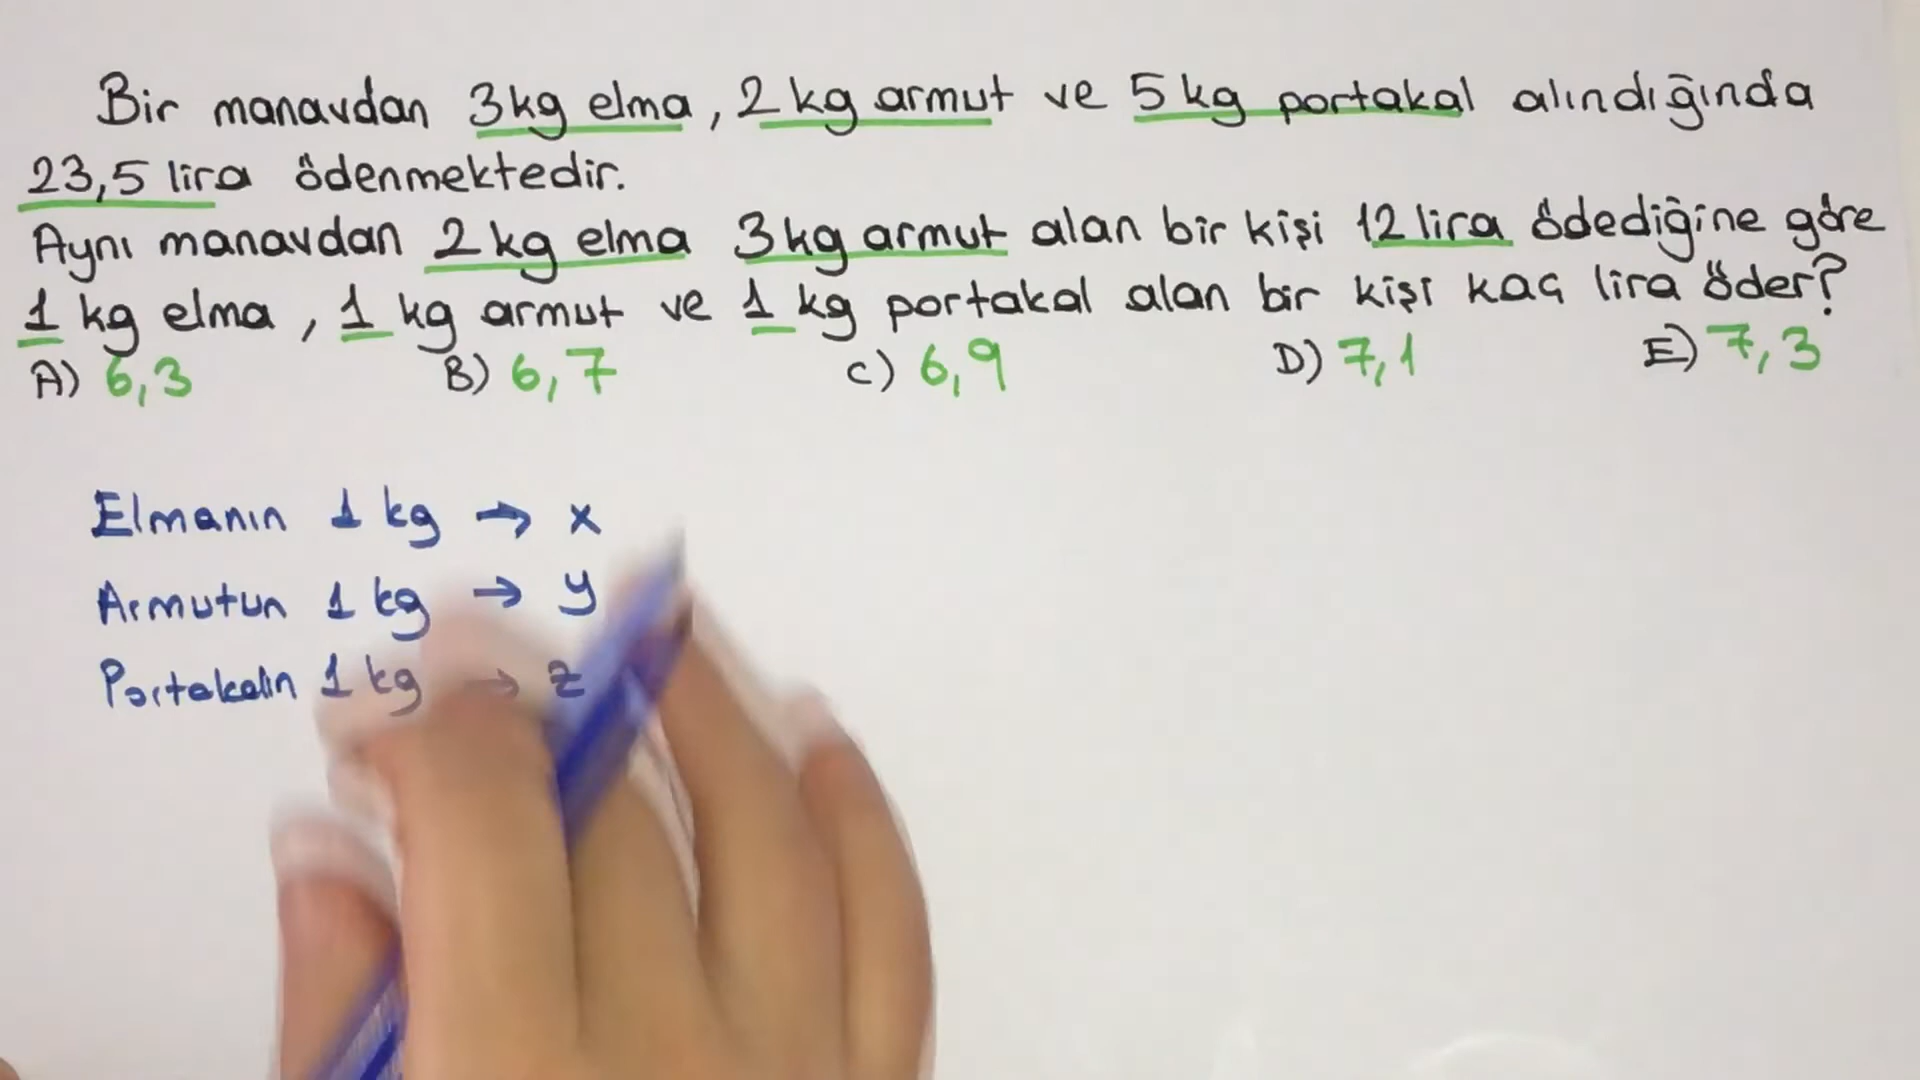 Bir manavdan 3kg elma, 2 kg armut ve 5 kg portakal alındığında
23,5 lira ödenmektedir.
Aynı manavdan 2 kg elma 3 kg armut alan bir kişi 12 lira ödediğine göre
1 kg elma, 1 kg armut ve 1 kg portakal alan bir kişi kaç lira öder?
A) 6,3 B) 6,7 C) 6,9 D) 7,1 E) 7,3
Elmanın 1 kg → x
Armutun 1 kg → y
Portakalın 1 kg → z